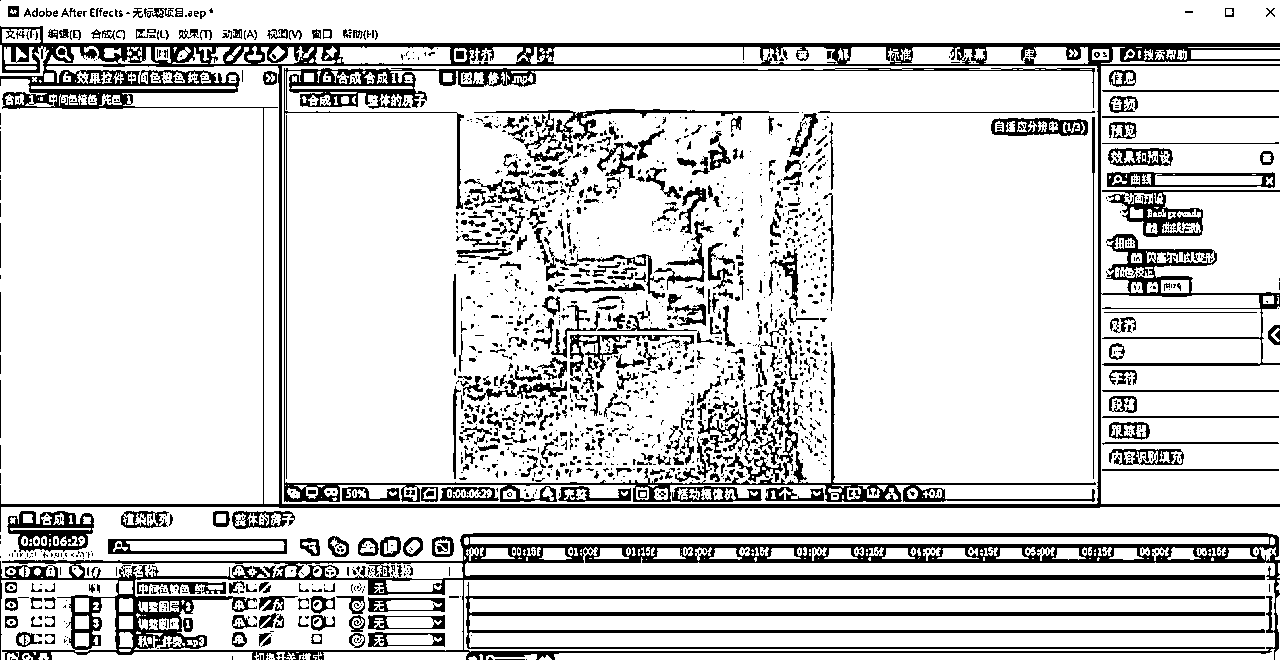 Adobe After Effects - 无标题项目.aep *
文件(F) 编辑(E) 合成(C) 图层(L) 效果(T) 动画(A) 视图(V) 窗口 帮助(H)
对齐 默认 了解 标准 小屏幕 库 搜索帮助
效果控件 中间色橙色 纯色 1 合成 合成 1 图层 修补.mp4
合成 1 • 中间色橙色 纯色 1
合成 1 整体的房子
自适应分辨率 (1/2)
信息
音频
预览
效果和预设
曲线
动画预设
Backgrounds
扭曲
贝塞尔曲线变形
颜色校正
曲线
对齐
库
字符
段落
跟踪器
内容识别填充
50% 0:00:06:29 完整 活动摄像机 1个... +0.0
合成 1 渲染队列 整体的房子
0:00:06:29
:00f 00:15f 01:00f 01:15f 02:00f 02:15f 03:00f 03:15f 04:00f 04:15f 05:00f 05:15f 06:00f 06:15f 07:0
源名称 父级和链接
中间色橙色 纯... 无
2 调整图层 2 无
3 调整图层 1 无
4 无
切换开关/模式